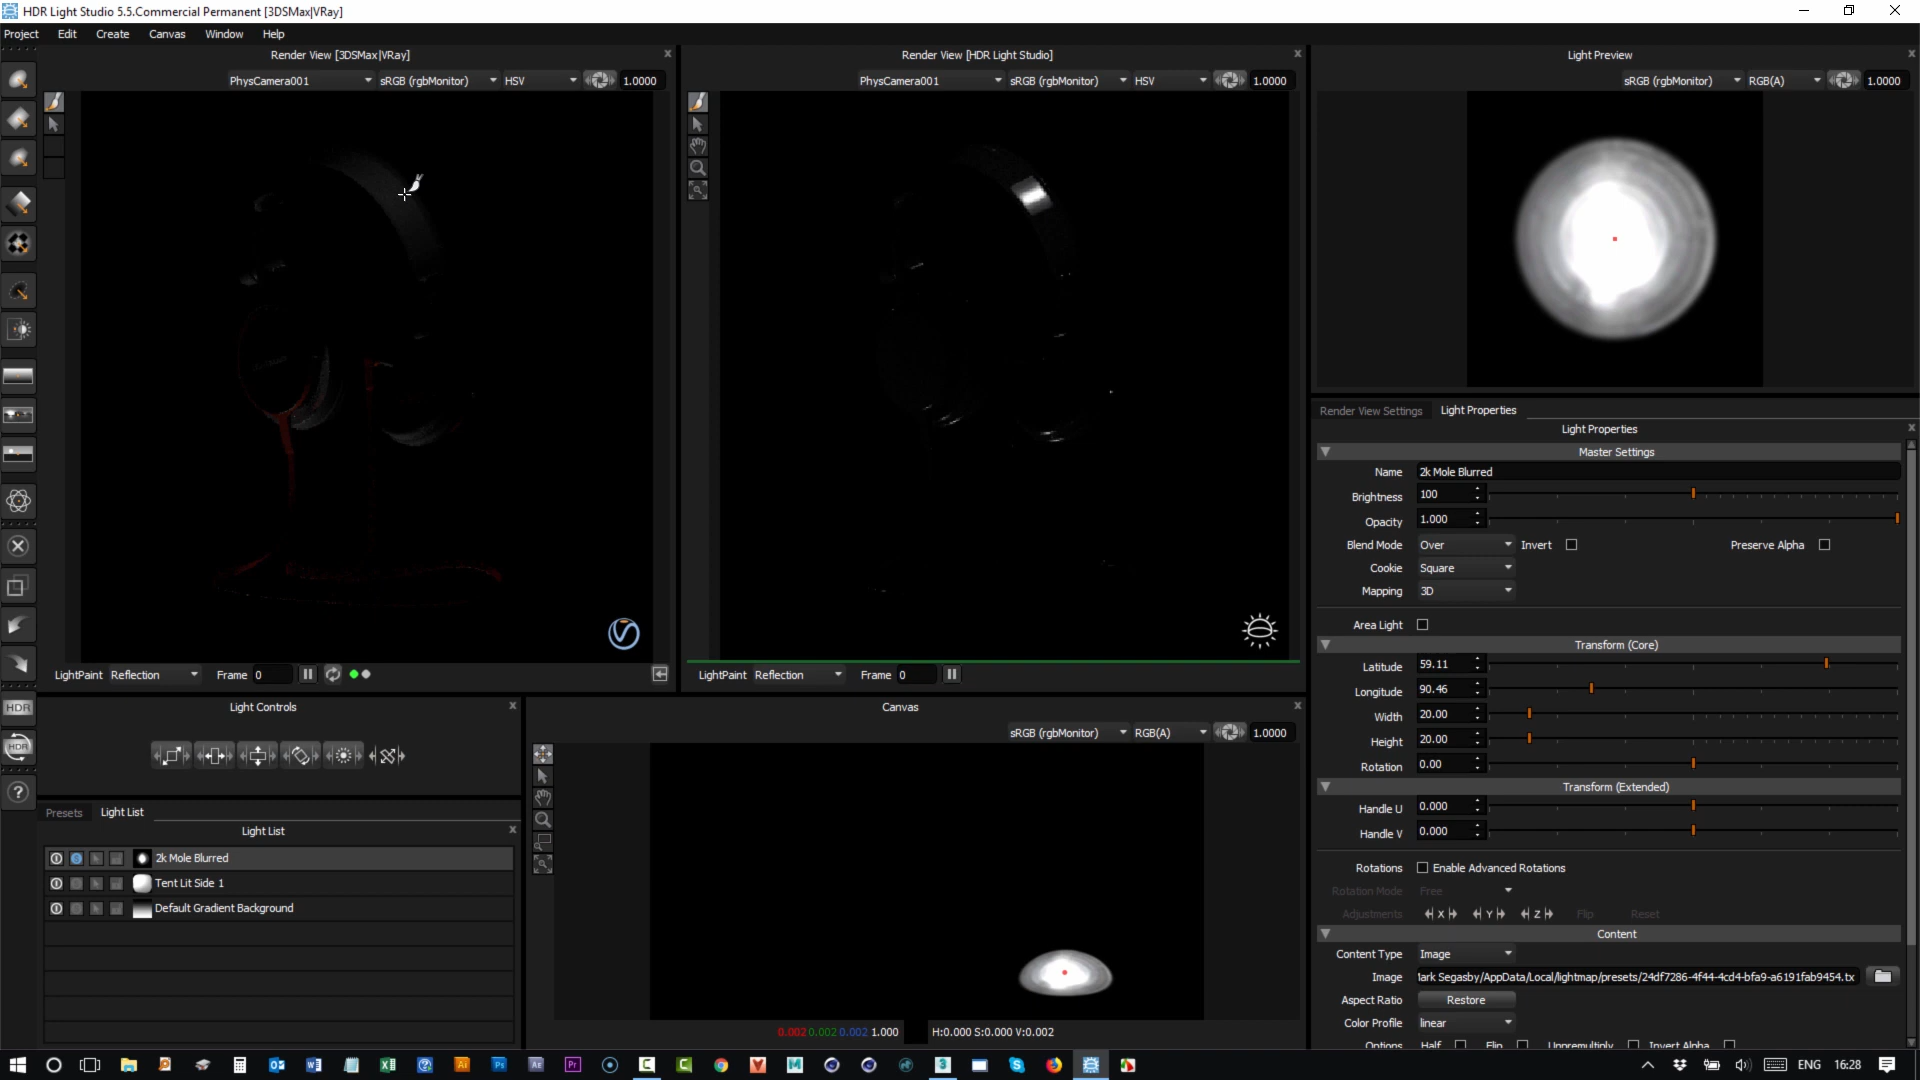 HDR Light Studio 5.5.Commercial Permanent [3DSMax|VRay]
Project Edit Create Canvas Window Help
Render View [3DSMax|VRay]
PhysCamera001 sRGB (rgbMonitor) HSV 1.0000
Render View [HDR Light Studio]
PhysCamera001 sRGB (rgbMonitor) HSV 1.0000
Light Preview
sRGB (rgbMonitor) RGB(A) 1.0000
LightPaint Reflection Frame 0
LightPaint Reflection Frame 0
Render View Settings Light Properties
Light Properties
Master Settings
Name 2k Mole Blurred
Brightness 100
Opacity 1.000
Blend Mode Over Invert Preserve Alpha
Cookie Square
Mapping 3D
Area Light
Transform (Core)
Latitude 59.11
Longitude 90.46
Width 20.00
Height 20.00
Rotation 0.00
Transform (Extended)
Handle U 0.000
Handle V 0.000
Rotations Enable Advanced Rotations
Rotation Mode Free
Adjustments X Y Z Flip Reset
Content
Content Type Image
Image Mark Segasby/AppData/Local/lightmap/presets/24df7286-4f44-4cd4-bfa9-a6191fab9454.tx
Aspect Ratio Restore
Color Profile linear
Options Half Flip Unpremultiply Invert Alpha
HDR
HDR
Light Controls
Presets Light List
Light List
2k Mole Blurred
Tent Lit Side 1
Default Gradient Background
Canvas
sRGB (rgbMonitor) RGB(A) 1.0000
0.002 0.002 0.002 1.000 H:0.000 S:0.000 V:0.002
ENG 16:28